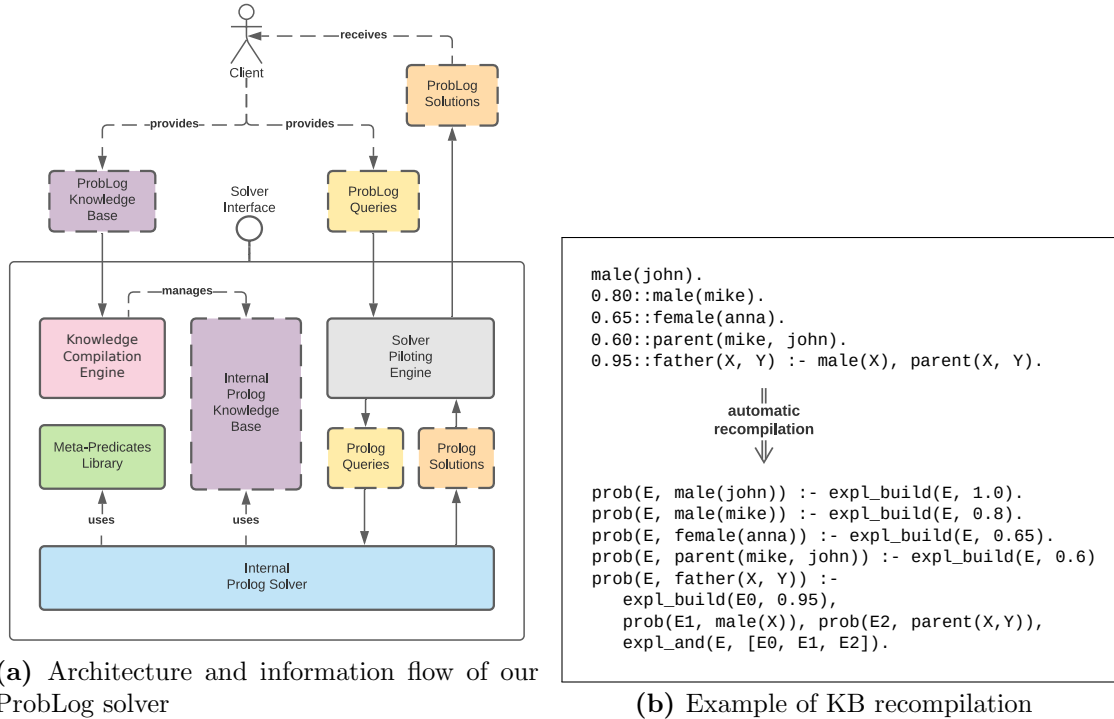 receives
Client
ProbLog
Solutions
provides
provides
ProbLog
Knowledge
Base
Solver
Interface
ProbLog
Queries
manages
Knowledge
Compilation
Engine
Internal
Prolog
Knowledge
Base
Solver
Piloting
Engine
Meta-Predicates
Library
Prolog
Queries
Prolog
Solutions
uses
uses
Internal
Prolog Solver
(a) Architecture and information flow of our
ProbLog solver
male(john).
0.80::male(mike).
0.65::female(anna).
0.60::parent(mike, john).
0.95::father(X, Y) :- male(X), parent(X, Y).
automatic
recompilation
prob(E, male(john)) :- expl_build(E, 1.0).
prob(E, male(mike)) :- expl_build(E, 0.8).
prob(E, female(anna)) :- expl_build(E, 0.65).
prob(E, parent(mike, john)) :- expl_build(E, 0.6)
prob(E, father(X, Y)) :-
expl_build(E0, 0.95),
prob(E1, male(X)), prob(E2, parent(X,Y)),
expl_and(E, [E0, E1, E2]).
(b) Example of KB recompilation